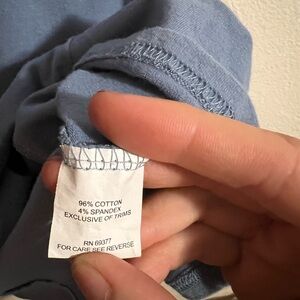 96% COTTON
4% SPANDEX
EXCLUSIVE OF TRIMS
RN 69377
FOR CARE SEE REVERSE